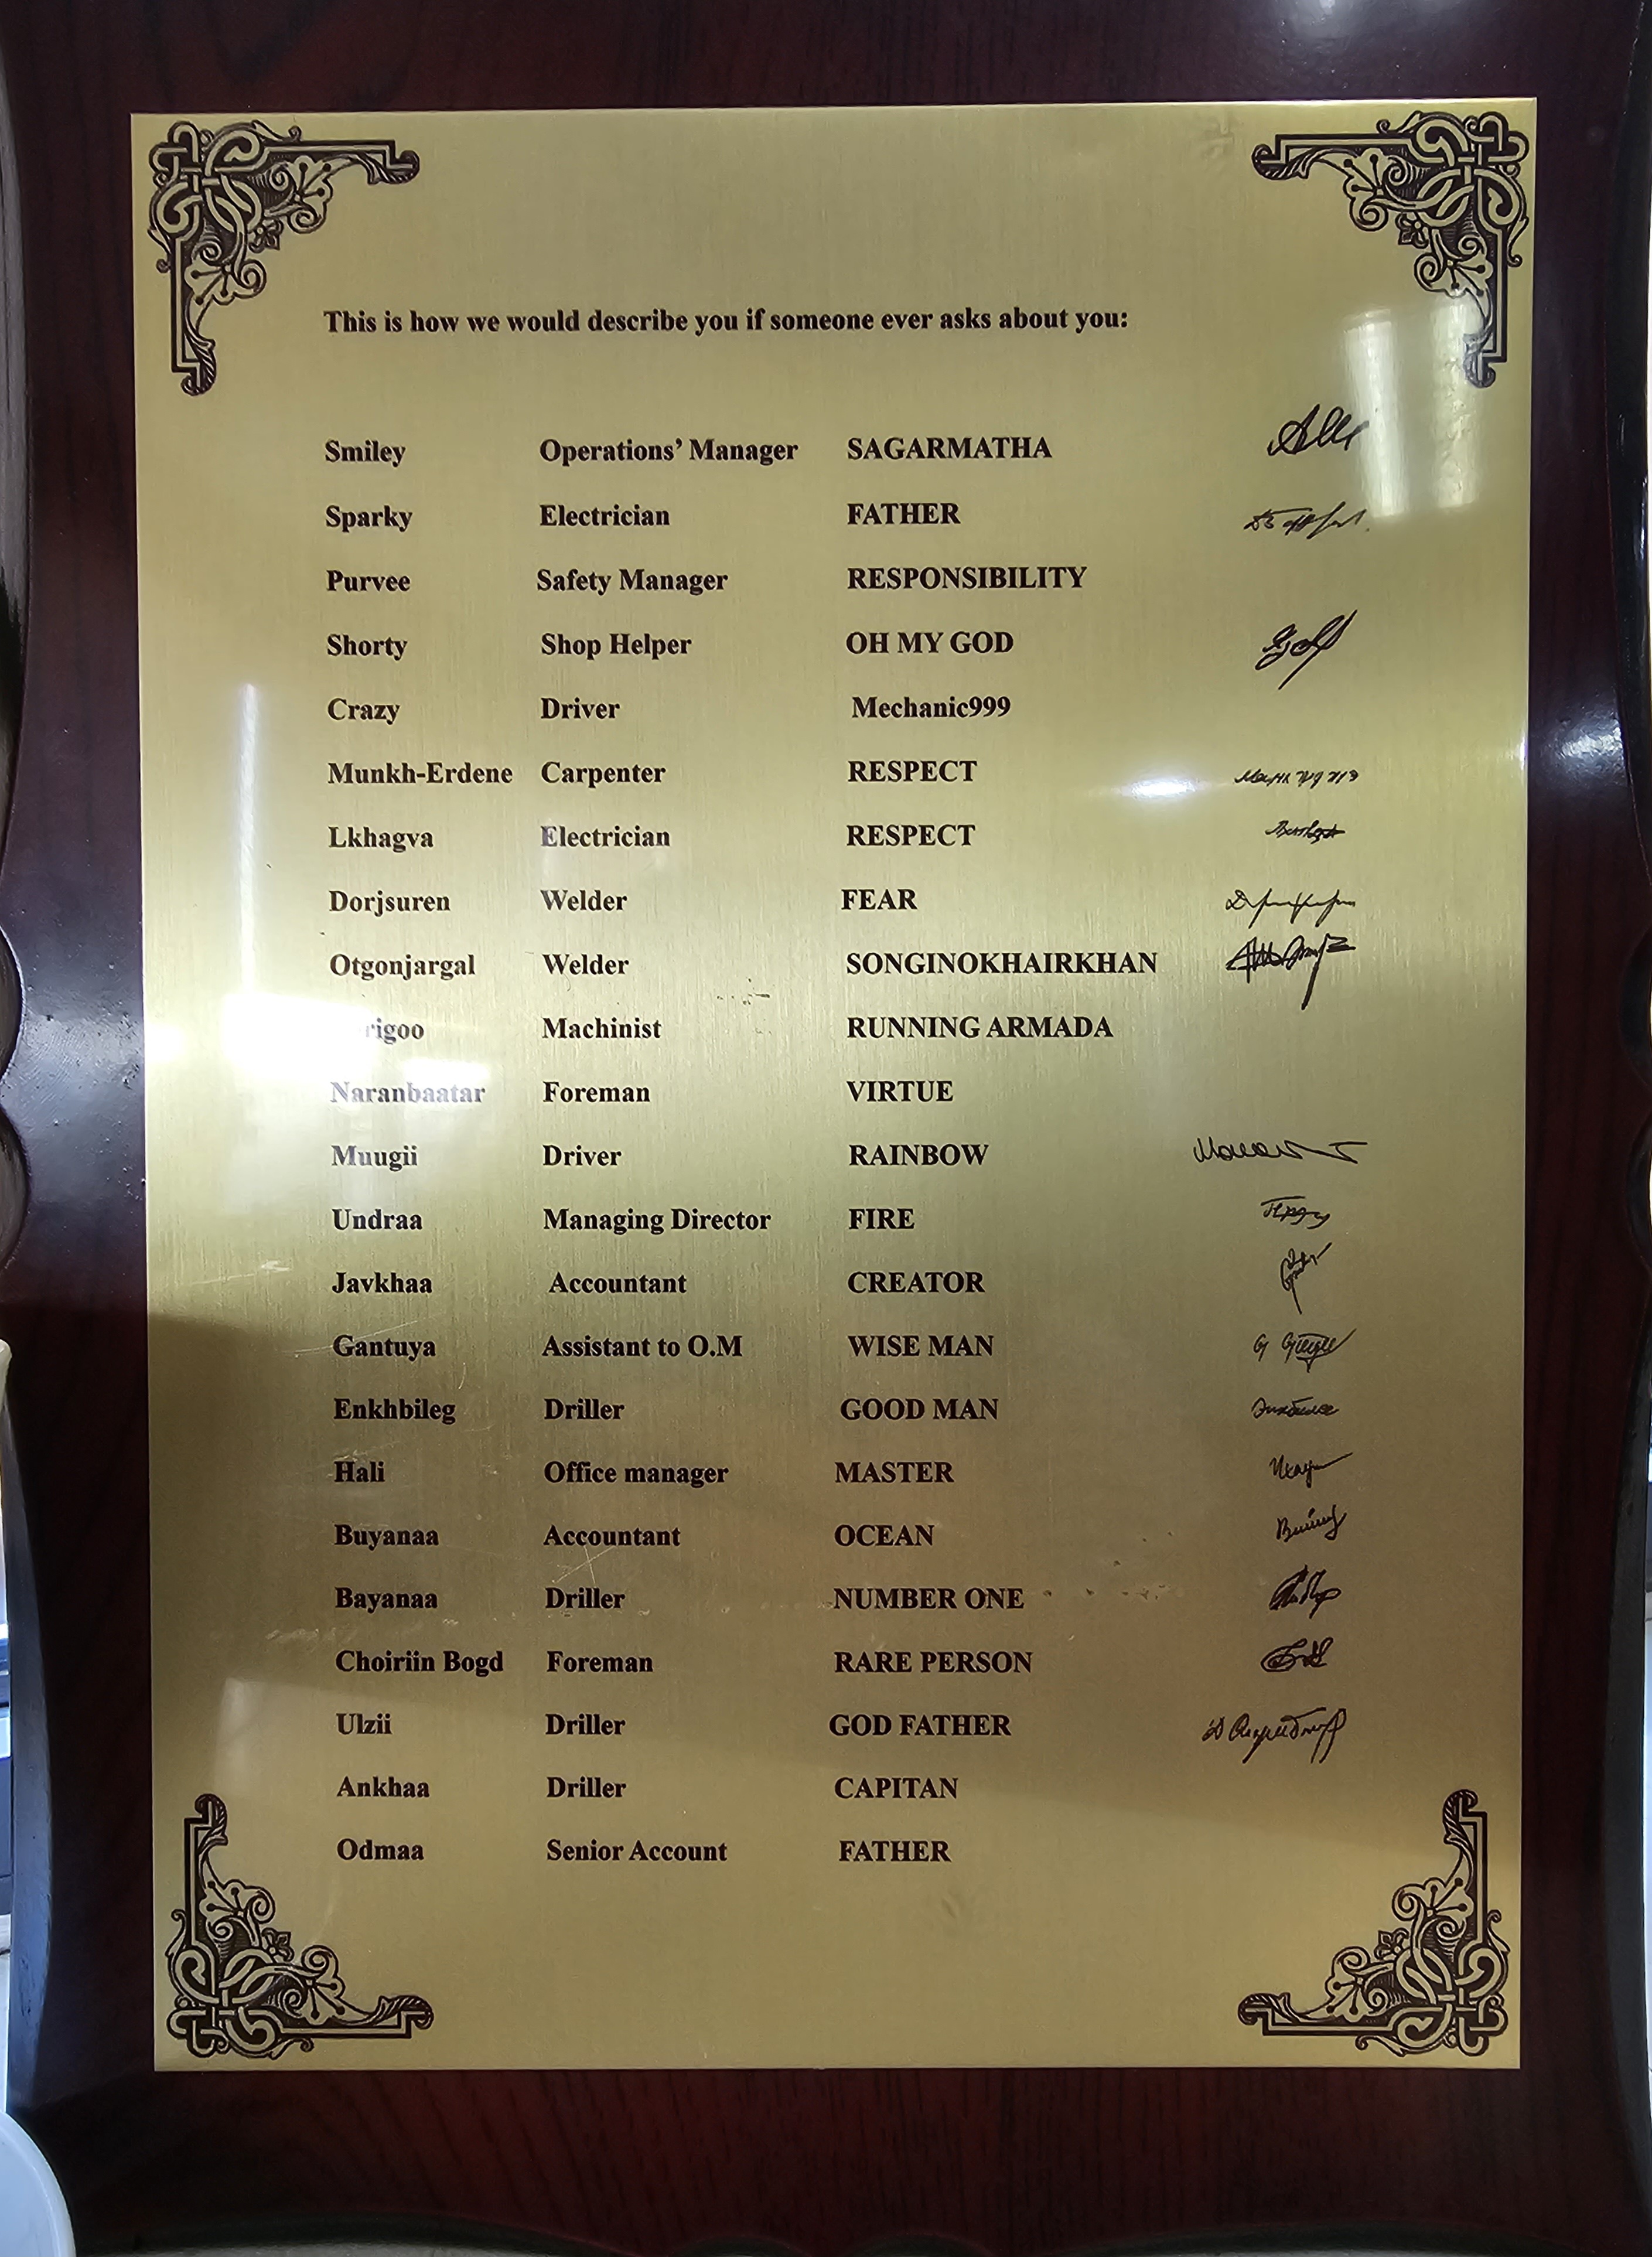 This is how we would describe you if someone ever asks about you:
Smiley Operations' Manager SAGARMATHA
Sparky Electrician FATHER
Purvee Safety Manager RESPONSIBILITY
Shorty Shop Helper OH MY GOD
Crazy Driver Mechanic999
Munkh-Erdene Carpenter RESPECT
Lkhagva Electrician RESPECT
Dorjsuren Welder FEAR
Otgonjargal Welder SONGINOKHAIRKHAN
Machinist RUNNING ARMADA
Naranbaatar Foreman VIRTUE
Muugii Driver RAINBOW
Undraa Managing Director FIRE
Javkhaa Accountant CREATOR
Gantuya Assistant to O.M WISE MAN
Enkhbileg Driller GOOD MAN
Hali Office manager MASTER
Buyanaa Accountant OCEAN
Bayanaa Driller NUMBER ONE
Choiriin Bogd Foreman RARE PERSON
Ulzii Driller GOD FATHER
Ankhaa Driller CAPITAN
Odmaa Senior Account FATHER